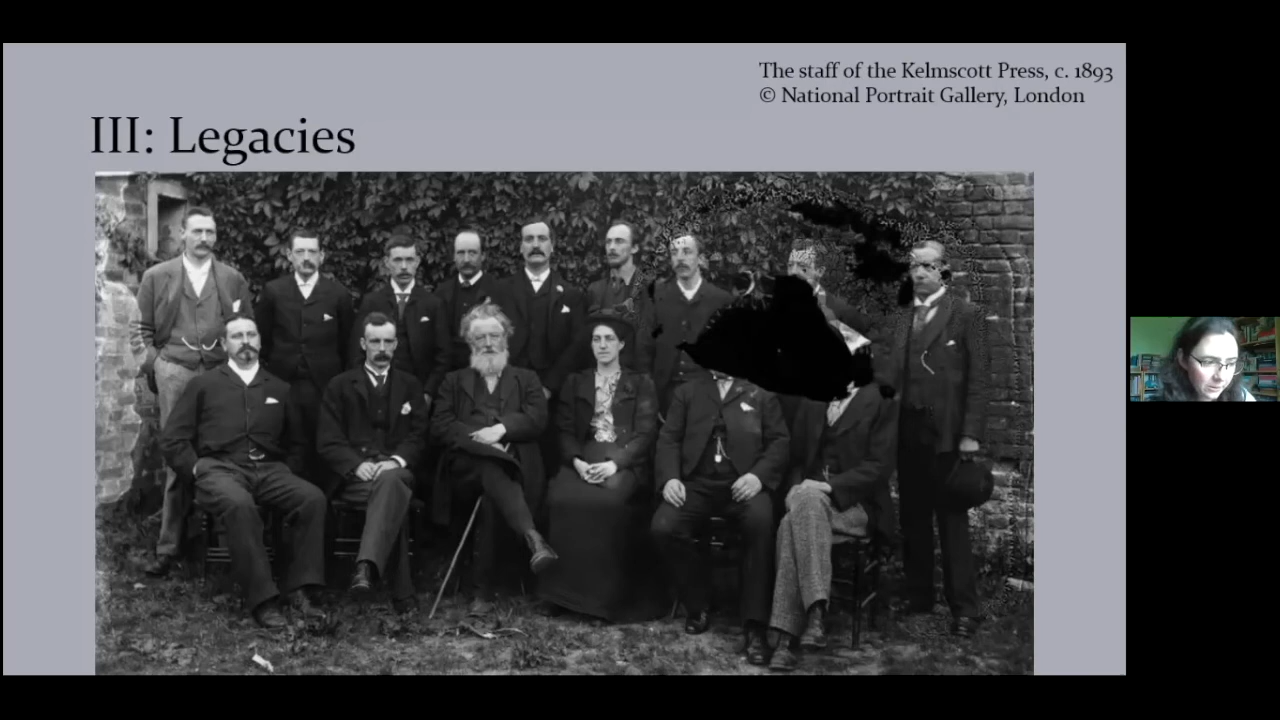 The staff of the Kelmscott Press, c. 1893
© National Portrait Gallery, London
III: Legacies